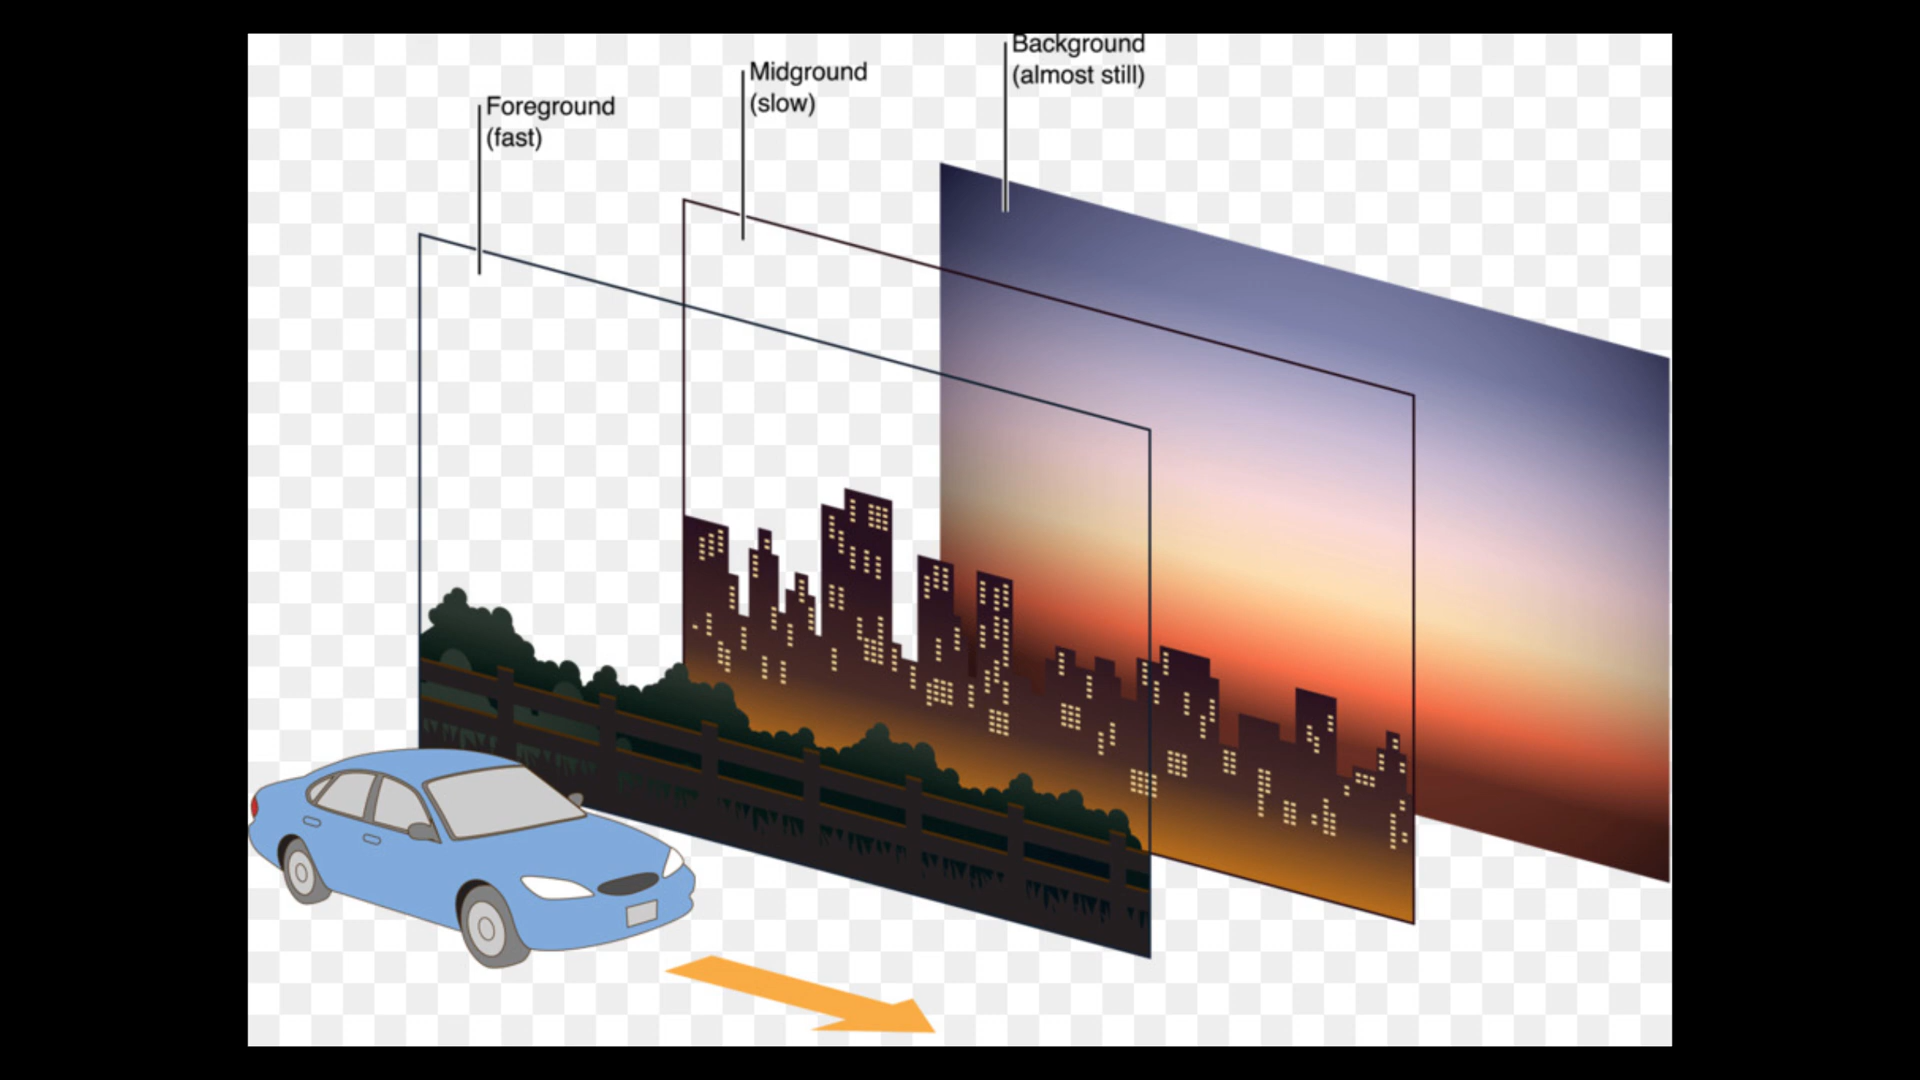 Foreground
(fast)
Midground
(slow)
Background
(almost still)